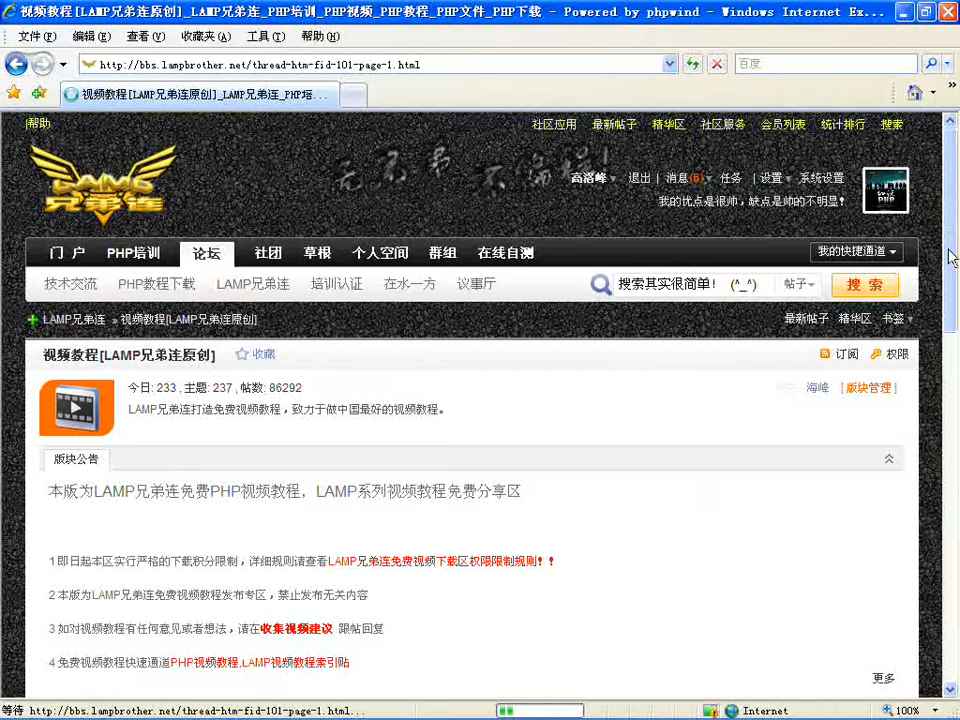 视频教程[LAMP兄弟连原创]_LAMP兄弟连_PHP培训_PHP视频_PHP教程_PHP文件_PHP下载 - Powered by phpwind - Windows Internet Ex...
文件(F) 编辑(E) 查看(V) 收藏夹(A) 工具(T) 帮助(H)
http://bbs.lampbrother.net/thread-htm-fid-101-page-1.html 百度
视频教程[LAMP兄弟连原创]_LAMP兄弟连_PHP培... »
|帮助 社区应用 最新帖子 精华区 社区服务 会员列表 统计排行 搜索
LAMP 兄弟连
高洛峰 退出 | 消息 任务 | 设置 系统设置
我的优点是很帅，缺点是帅的不明显！
门 户 PHP培训 论坛 社团 草根 个人空间 群组 在线自测 我的快捷通道
技术交流 PHP教程下载 LAMP兄弟连 培训认证 在水一方 议事厅 搜索其实很简单！ (^_^) 帖子 搜 索
LAMP兄弟连 » 视频教程[LAMP兄弟连原创] 最新帖子 精华区 书签
视频教程[LAMP兄弟连原创] 收藏 订阅 权限
今日: 233 , 主题: 237 , 帖数: 86292 海峰 [ 版块管理 ]
LAMP兄弟连打造免费视频教程，致力于做中国最好的视频教程。
版块公告
本版为LAMP兄弟连免费PHP视频教程，LAMP系列视频教程免费分享区
1 即日起本区实行严格的下载积分限制，详细规则请查看LAMP兄弟连免费视频下载区权限限制规则！！
2 本版为LAMP兄弟连免费视频教程发布专区，禁止发布无关内容
3 如对视频教程有任何意见或者想法，请在收集视频建议 跟帖回复
4 免费视频教程快速通道PHP视频教程,LAMP视频教程索引贴
更多
等待 http://bbs.lampbrother.net/thread-htm-fid-101-page-1.html... Internet 100%